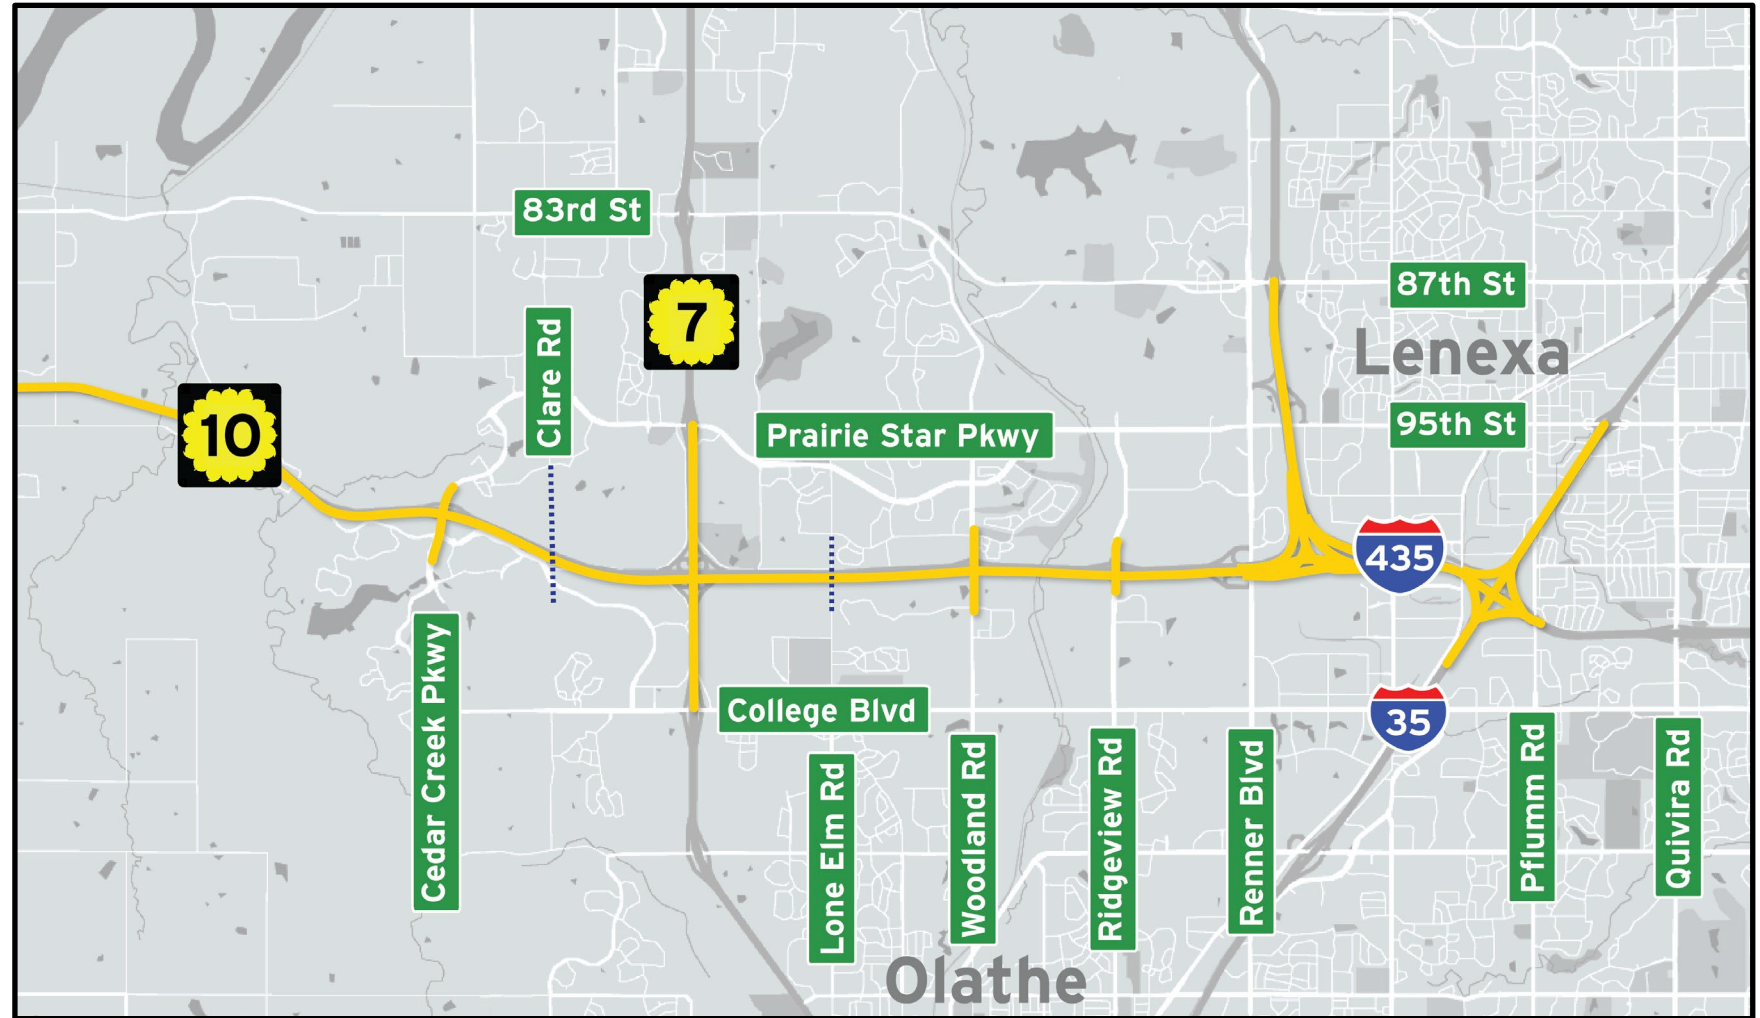 83rd St
7
87th St
Lenexa
Clare Rd
10
Prairie Star Pkwy
95th St
435
Cedar Creek Pkwy
College Blvd
35
Lone Elm Rd
Woodland Rd
Ridgeview Rd
Renner Blvd
Pflumm Rd
Quivira Rd
Olathe